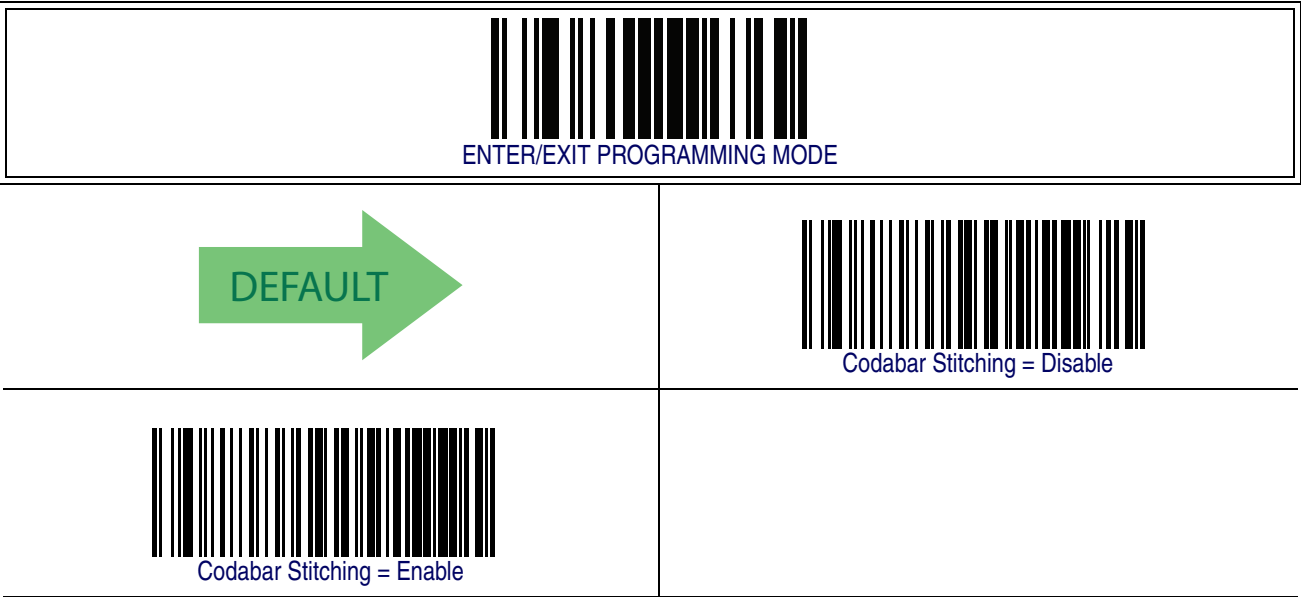 ENTER/EXIT PROGRAMMING MODE
DEFAULT
Codabar Stitching = Disable
Codabar Stitching = Enable